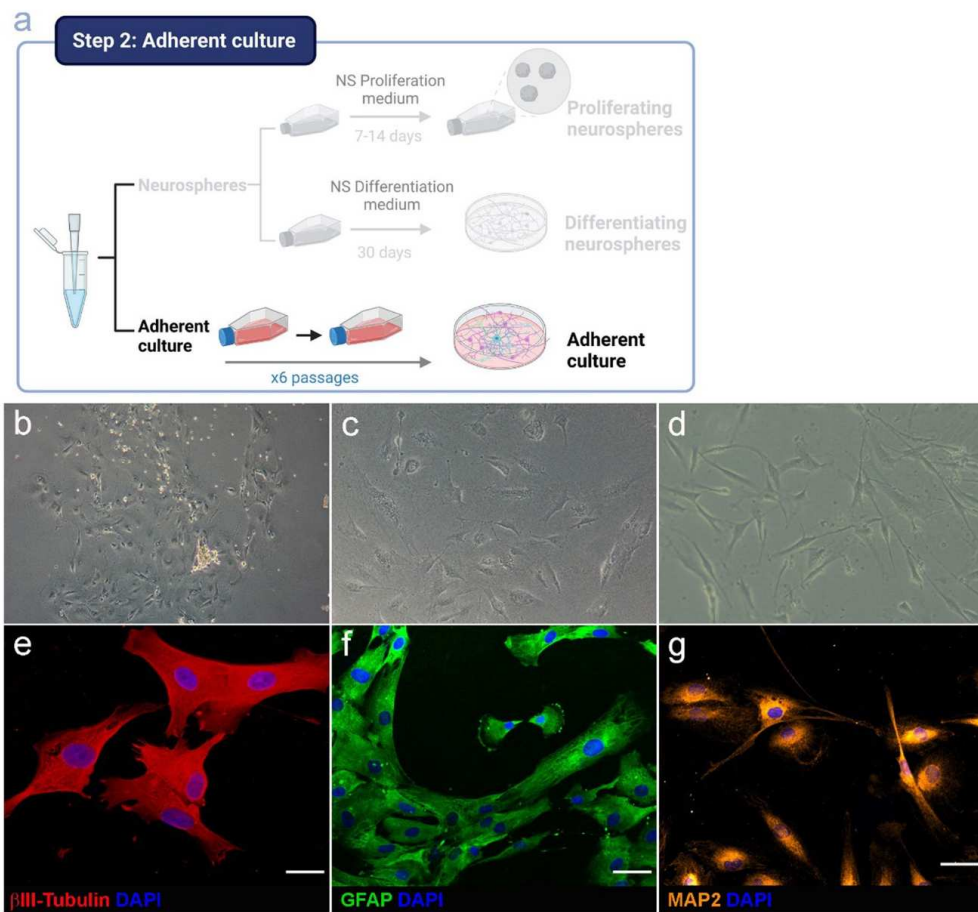 a
Step 2: Adherent culture
NS Proliferation
medium
7-14 days
Proliferating
neurospheres
Neurospheres
NS Differentiation
medium
30 days
Differentiating
neurospheres
Adherent
culture
x6 passages
Adherent
culture
b
c
d
e
βIII-Tubulin DAPI
f
GFAP DAPI
g
MAP2 DAPI